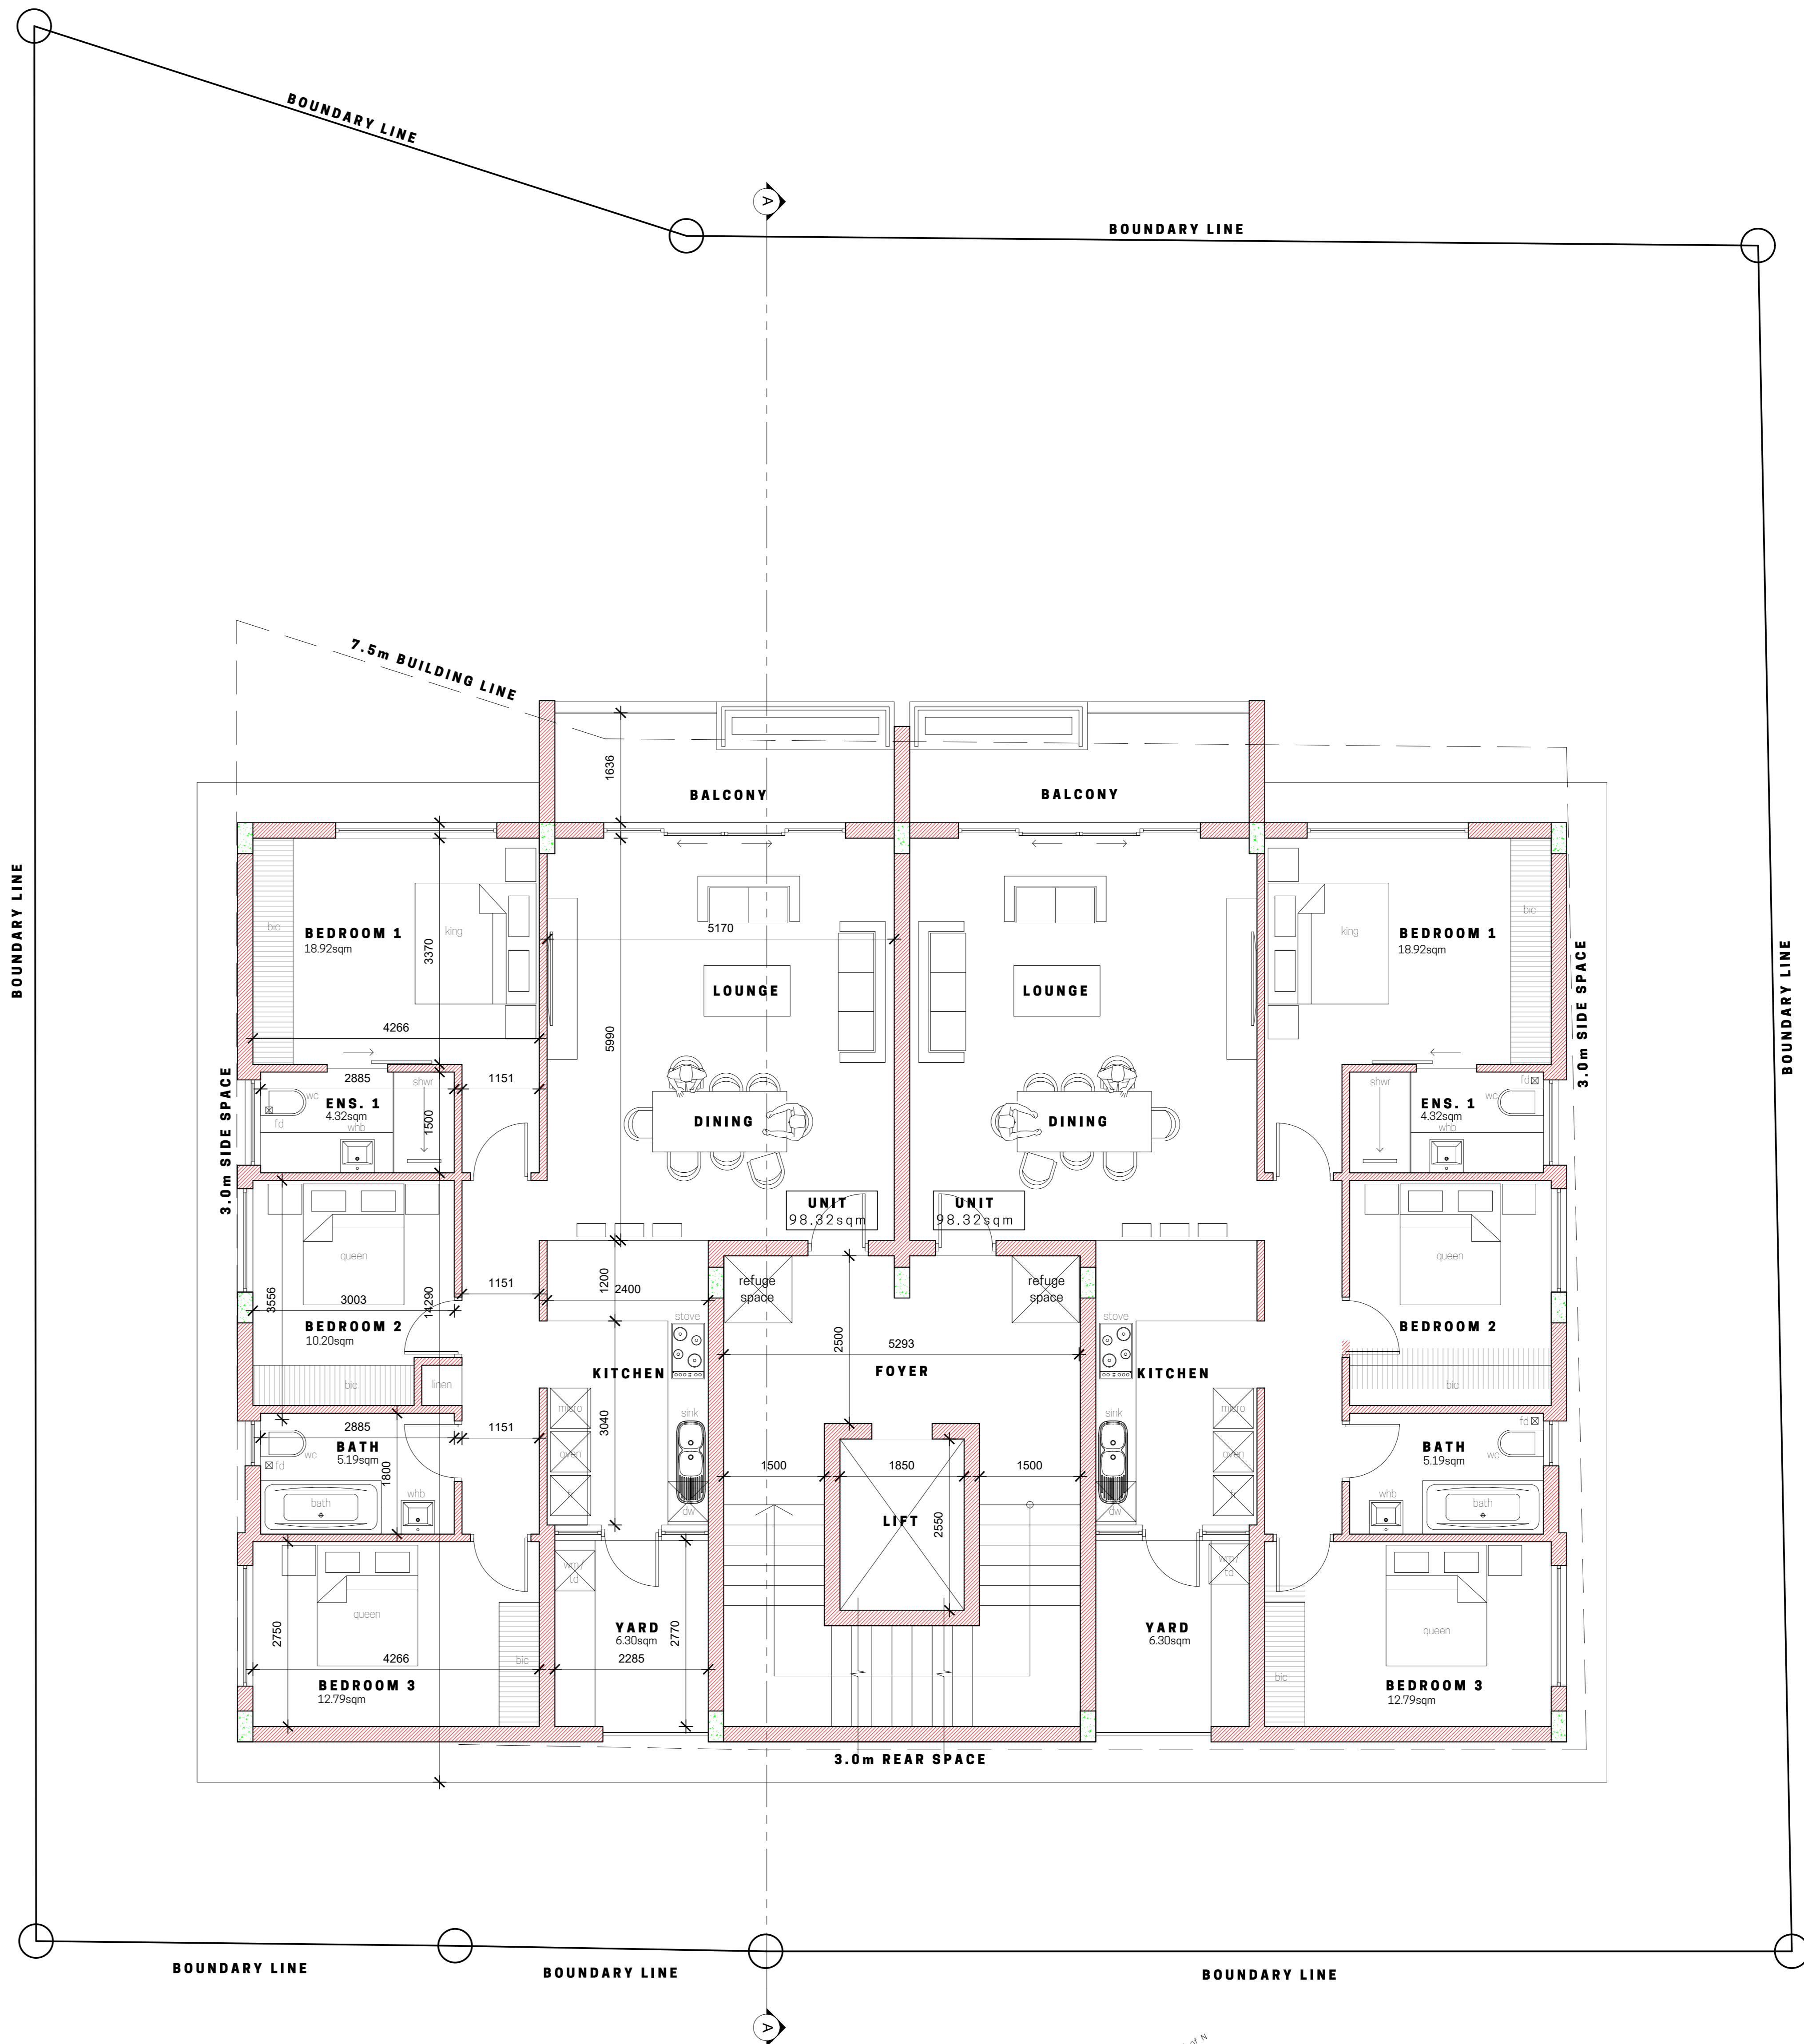 BOUNDARY LINE
A
BOUNDARY LINE
7.5m BUILDING LINE
1636
BALCONY
BALCONY
BOUNDARY LINE
bic
BEDROOM 1
18.92sqm
king
3370
5170
king
BEDROOM 1
18.92sqm
bic
BOUNDARY LINE
3.0m SIDE SPACE
LOUNGE
LOUNGE
4266
5990
3.0m SIDE SPACE
2885
1151
shwr
wc
ENS. 1
4.32sqm
fd
whb
1500
DINING
DINING
shwr
fd
wc
ENS. 1
4.32sqm
whb
UNIT
98.32sqm
UNIT
98.32sqm
queen
queen
3556
3003
14290
1151
1200
2400
refuge
space
refuge
space
BEDROOM 2
10.20sqm
stove
2500
5293
stove
BEDROOM 2
KITCHEN
FOYER
KITCHEN
bic
linen
bic
micro
micro
2885
1151
3040
sink
sink
wc
BATH
5.19sqm
fd
1800
oven
oven
fd
wc
BATH
5.19sqm
1500
1850
1500
bath
whb
fr
dw
LIFT
2550
dw
whb
bath
wm/
td
wm/
td
queen
2750
YARD
6.30sqm
2770
YARD
6.30sqm
queen
4266
bic
2285
bic
BEDROOM 3
12.79sqm
BEDROOM 3
12.79sqm
3.0m REAR SPACE
BOUNDARY LINE
BOUNDARY LINE
BOUNDARY LINE
A
of N